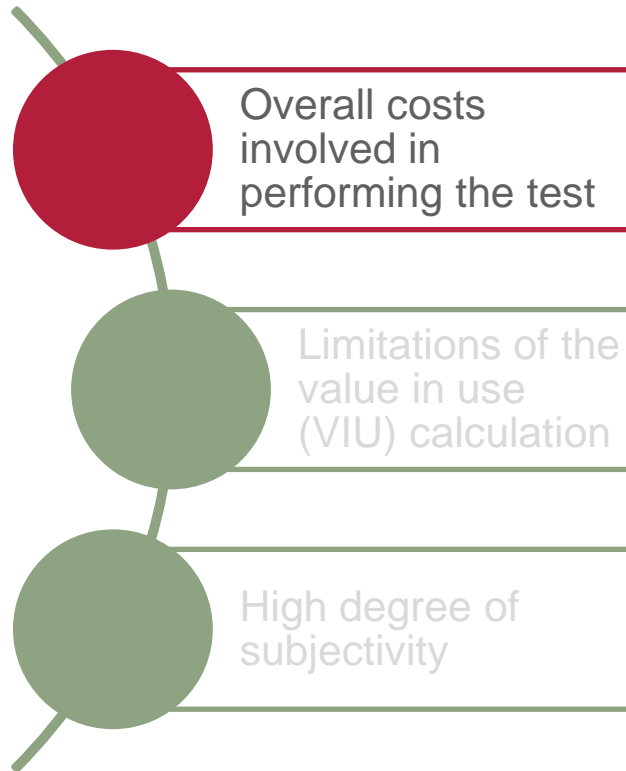 Overall costs
involved in
performing the test
Limitations of the
value in use
(VIU) calculation
High degree of
subjectivity